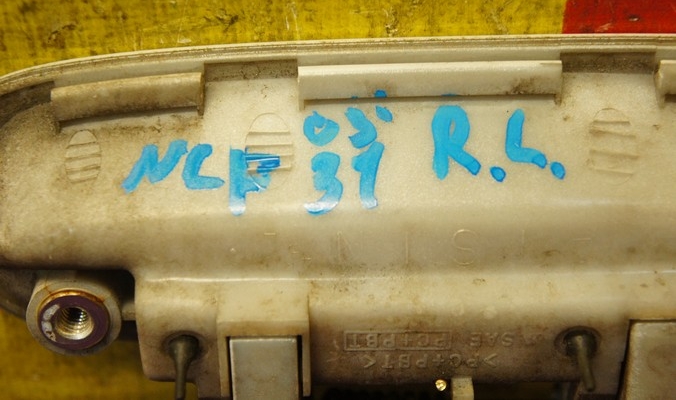 03'
NCP 31 R.L.
>PC+PBT<